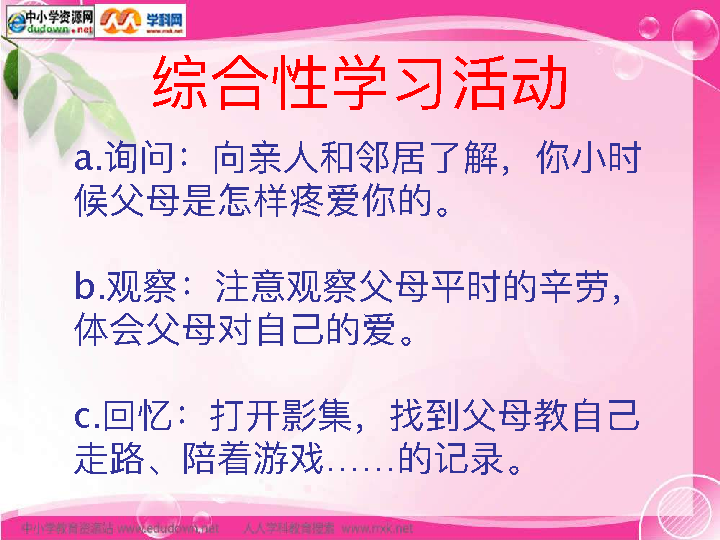 中小学资源网
edudown.net
学科网
www.nxk.net
综合性学习活动
a.询问：向亲人和邻居了解，你小时
候父母是怎样疼爱你的。
b.观察：注意观察父母平时的辛劳，
体会父母对自己的爱。
c.回忆：打开影集，找到父母教自己
走路、陪着游戏……的记录。
中小学教育资源站 www.edudown.net 人人学科教育搜索 www.nxk.net